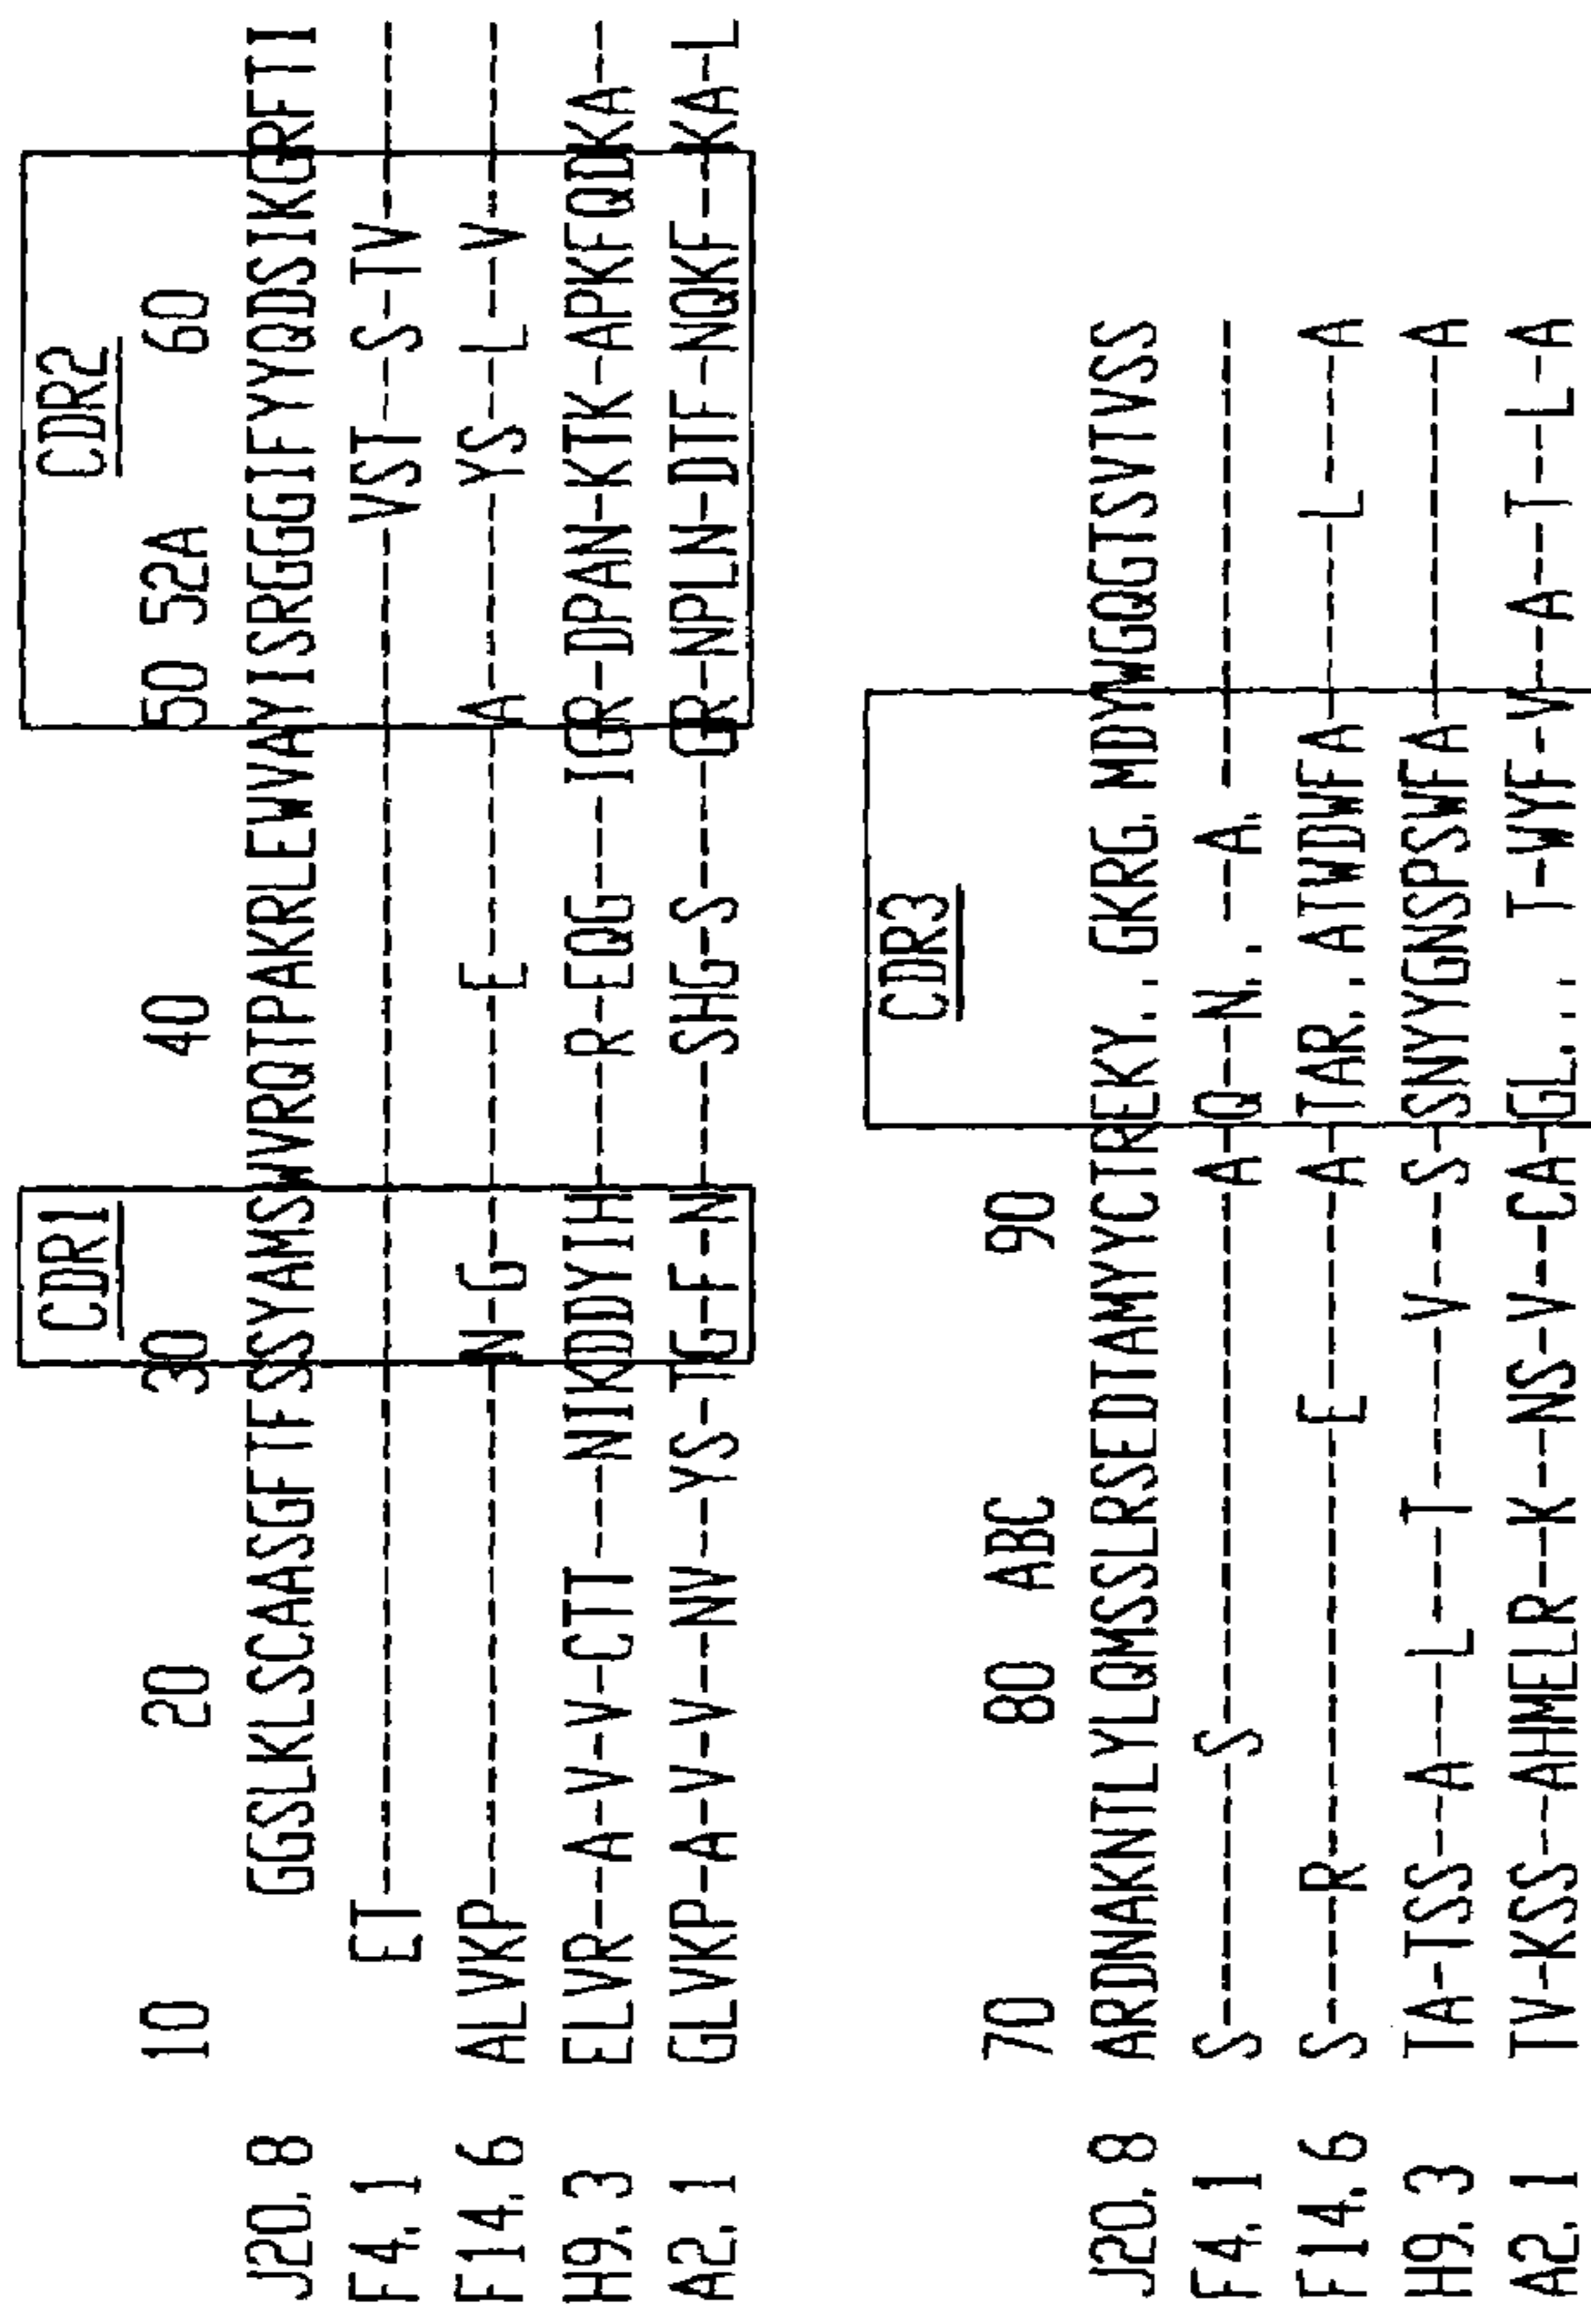 CDR1 CDR2
10 20 30 40 50 52A 60
J20.8 GGSLKLSCAASGFTFSSYAMSWVRQTPAKRLEWVAYISRGGGIFYYQDSIKGRFTI
F4.1 ET-----------------------------------------VST--S-TV------
F14.6 ALVKP----------------N-G--------E-------A------YS--L--V------
H9.3 ELVR--A-V-V-CTT---NIKDDYIH----R-EQG---IGR-DPAN-KTK-APKFQDKA--
A2.1 GLVKP-A-V-V--NV--YS-TG-F-N----SHG-S----GR-NPLN-DTF-NQKF--KA-L
CDR3
70 80 ABC 90
J20.8 ARDNAKNTLYLQMSSLRSEDTAMYYCTREKY..GKRG.MDYWGQGTSVTVSS
F4.1 S--------S----------------A-Q--N..--A.--------------
F14.6 S----R-------------E------A-TAR..ATWDWFA------L----A
H9.3 TA-TSS--A---L---T-----V---S-SNYYGNSPSWFA-----------A
A2.1 TV-KSS--AHMELR--K--NS-V--CA-GL... T-WYF-V--A--T--L-A